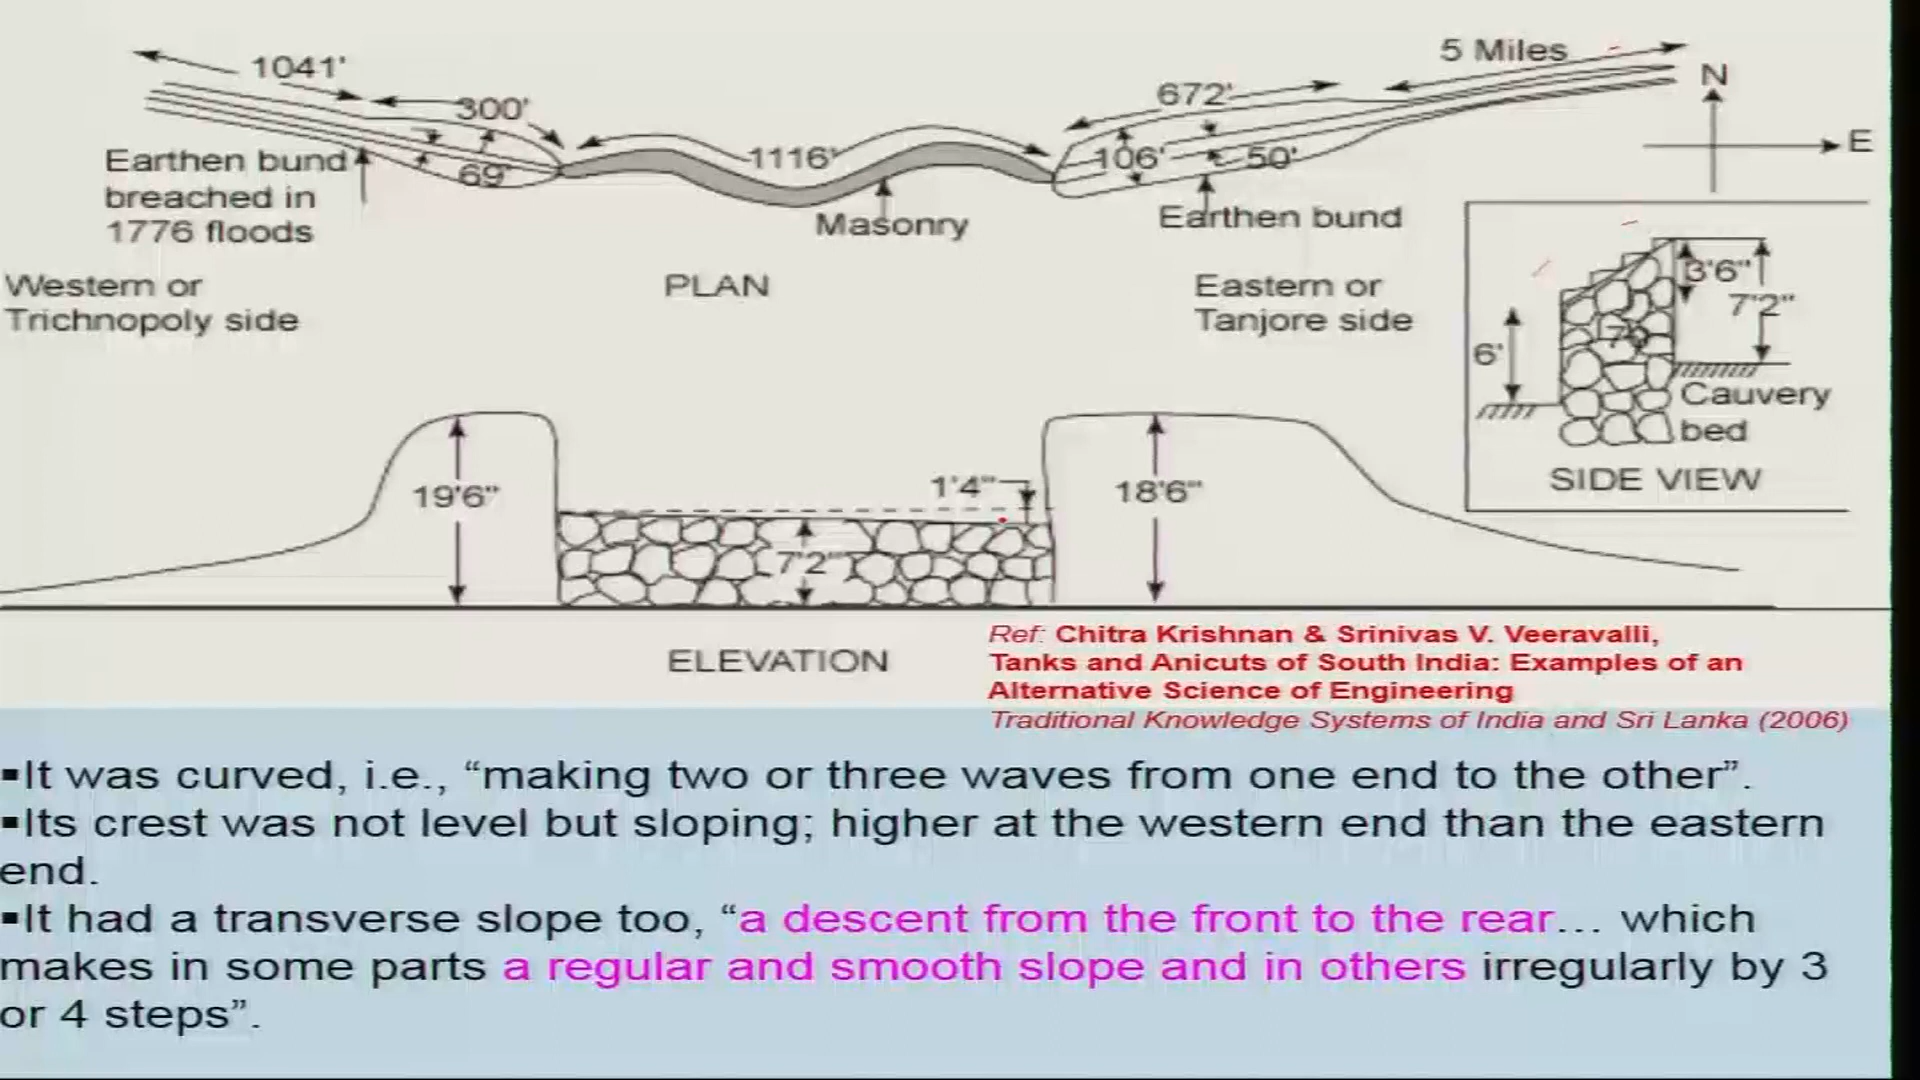 1041'
300'
69'
1116'
672'
5 Miles
N
E
106'
50'
Earthen bund
breached in
1776 floods
Masonry
Earthen bund
Western or
Trichnopoly side
PLAN
Eastern or
Tanjore side
3'6"
7'2"
6'
Cauvery
bed
SIDE VIEW
19'6"
1'4"
18'6"
7'2"
ELEVATION
Ref: Chitra Krishnan & Srinivas V. Veeravalli,
Tanks and Anicuts of South India: Examples of an
Alternative Science of Engineering
Traditional Knowledge Systems of India and Sri Lanka (2006)
▪It was curved, i.e., “making two or three waves from one end to the other”.
▪Its crest was not level but sloping; higher at the western end than the eastern
end.
▪It had a transverse slope too, “a descent from the front to the rear... which
makes in some parts a regular and smooth slope and in others irregularly by 3
or 4 steps”.